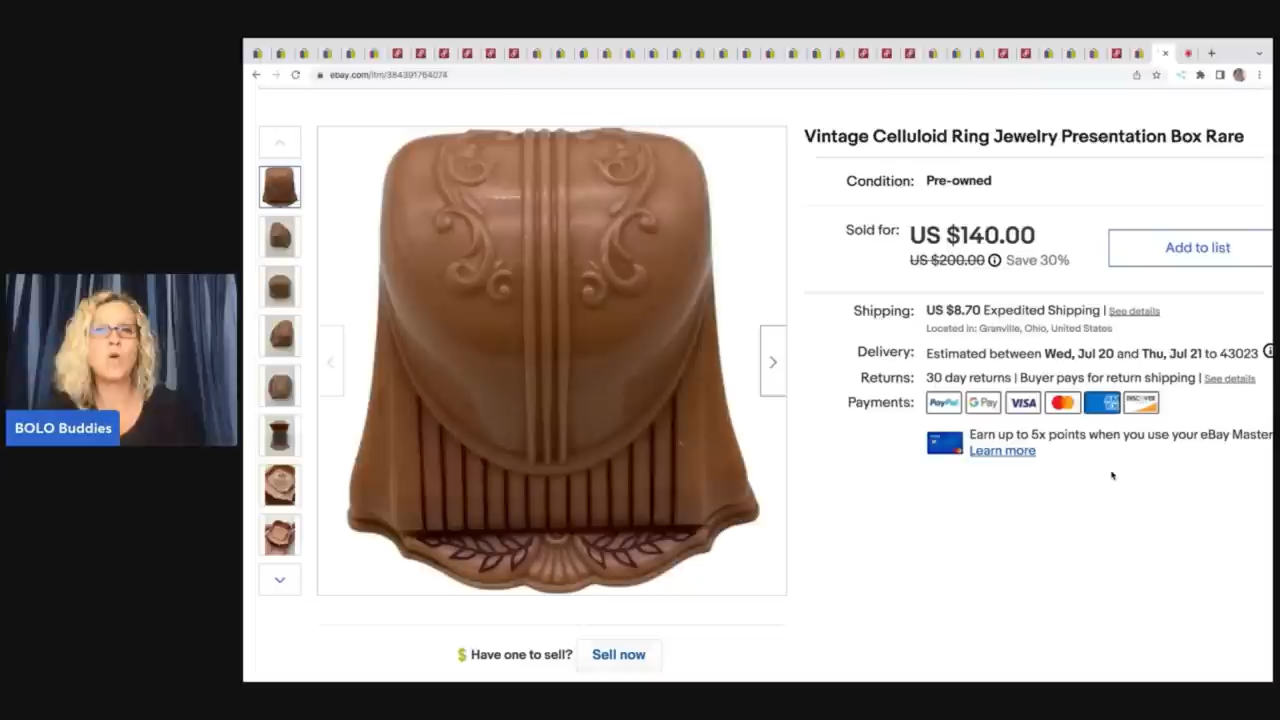 ebay.com/itm/384391764074
Vintage Celluloid Ring Jewelry Presentation Box Rare
Condition: Pre-owned
Sold for: US $140.00
US $200.00 Save 30%
Add to list
Shipping: US $8.70 Expedited Shipping | See details
Located in: Granville, Ohio, United States
Delivery: Estimated between Wed, Jul 20 and Thu, Jul 21 to 43023
Returns: 30 day returns | Buyer pays for return shipping | See details
Payments: PayPal G Pay VISA DISCOVER
Earn up to 5x points when you use your eBay Master
Learn more
BOLO Buddies
$ Have one to sell? Sell now